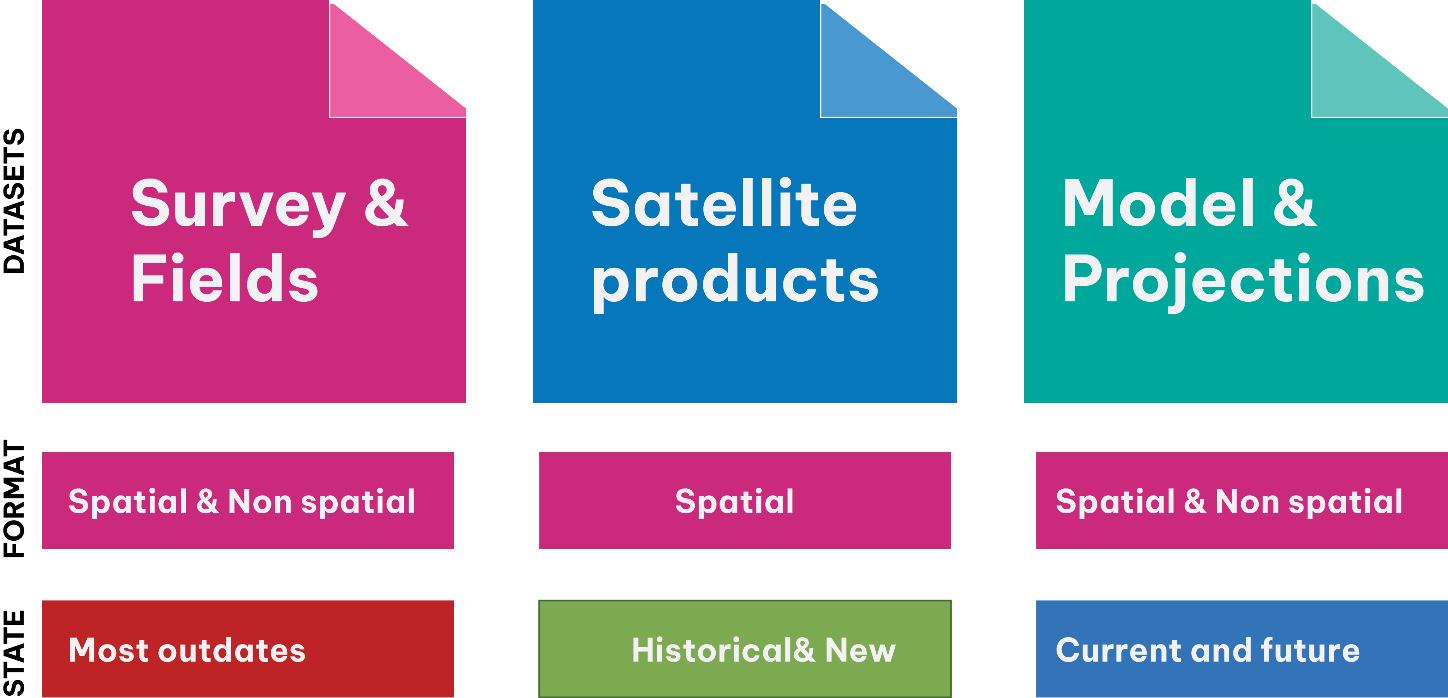 DATASETS
Survey &
Fields
Satellite
products
Model &
Projections
FORMAT
Spatial & Non spatial
Spatial
Spatial & Non spatial
STATE
Most outdates
Historical& New
Current and future